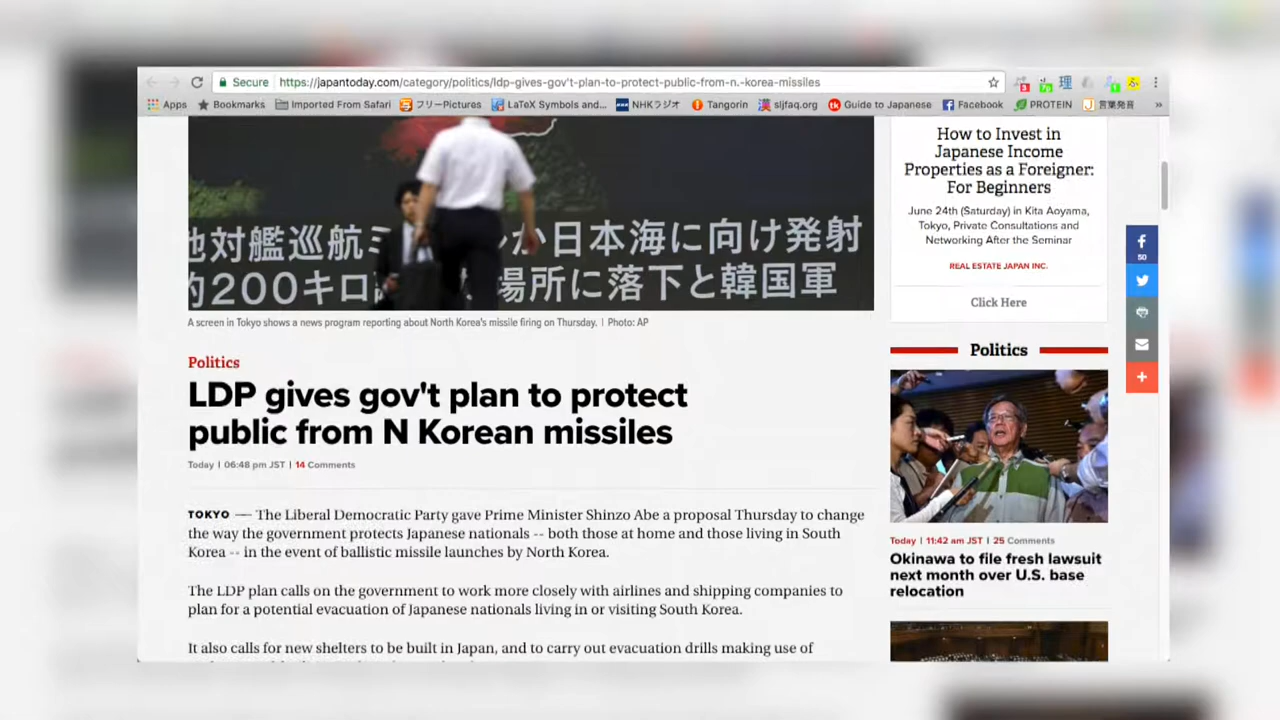 Secure
https://japantoday.com/category/politics/ldp-gives-gov't-plan-to-protect-public-from-n.-korea-missiles
Apps
Bookmarks
Imported From Safari
フリーPictures
LaTeX Symbols and...
NHKラジオ
Tangorin
sljfaq.org
Guide to Japanese
Facebook
PROTEIN
言葉発音
»
地対艦巡航ミ
か日本海に向け発射
約200キロ
場所に落下と韓国軍
A screen in Tokyo shows a news program reporting about North Korea's missile firing on Thursday. | Photo: AP
Politics
LDP gives gov't plan to protect
public from N Korean missiles
Today | 06:48 pm JST | 14 Comments
TOKYO — The Liberal Democratic Party gave Prime Minister Shinzo Abe a proposal Thursday to change
the way the government protects Japanese nationals -- both those at home and those living in South
Korea -- in the event of ballistic missile launches by North Korea.
The LDP plan calls on the government to work more closely with airlines and shipping companies to
plan for a potential evacuation of Japanese nationals living in or visiting South Korea.
It also calls for new shelters to be built in Japan, and to carry out evacuation drills making use of
How to Invest in
Japanese Income
Properties as a Foreigner:
For Beginners
June 24th (Saturday) in Kita Aoyama,
Tokyo, Private Consultations and
Networking After the Seminar
REAL ESTATE JAPAN INC.
Click Here
50
Politics
Today | 11:42 am JST | 25 Comments
Okinawa to file fresh lawsuit
next month over U.S. base
relocation